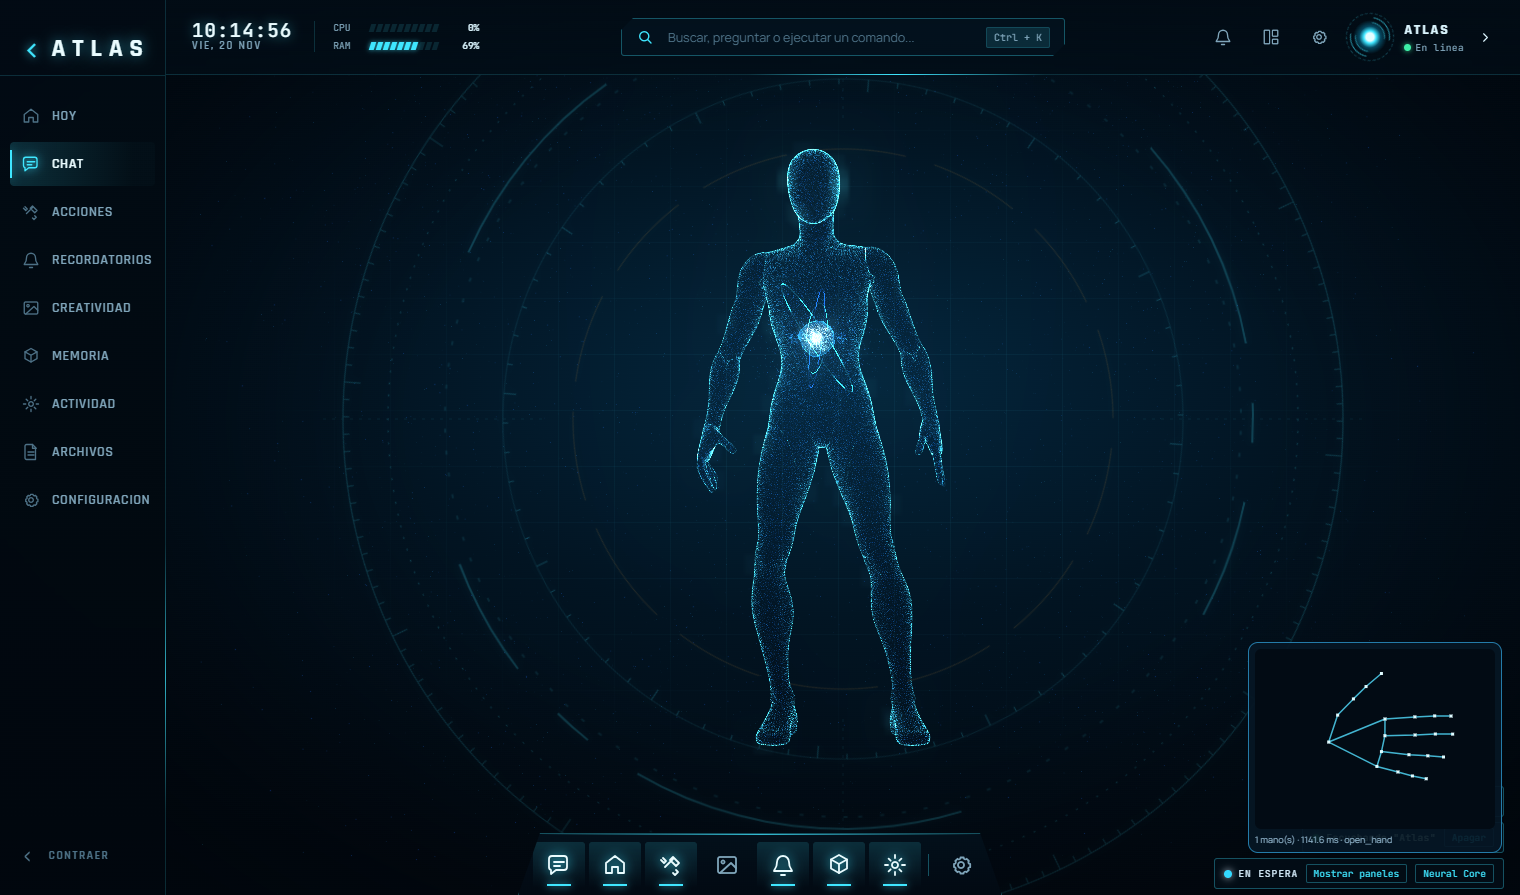 ATLAS
10:14:56
VIE, 20 NOV
CPU 0%
RAM 69%
Buscar, preguntar o ejecutar un comando...
Ctrl + K
ATLAS
En linea
HOY
CHAT
ACCIONES
RECORDATORIOS
CREATIVIDAD
MEMORIA
ACTIVIDAD
ARCHIVOS
CONFIGURACION
CONTRAER
1 mano(s) · 1141.6 ms · open_hand
"Atlas"
EN ESPERA
Mostrar paneles
Neural Core